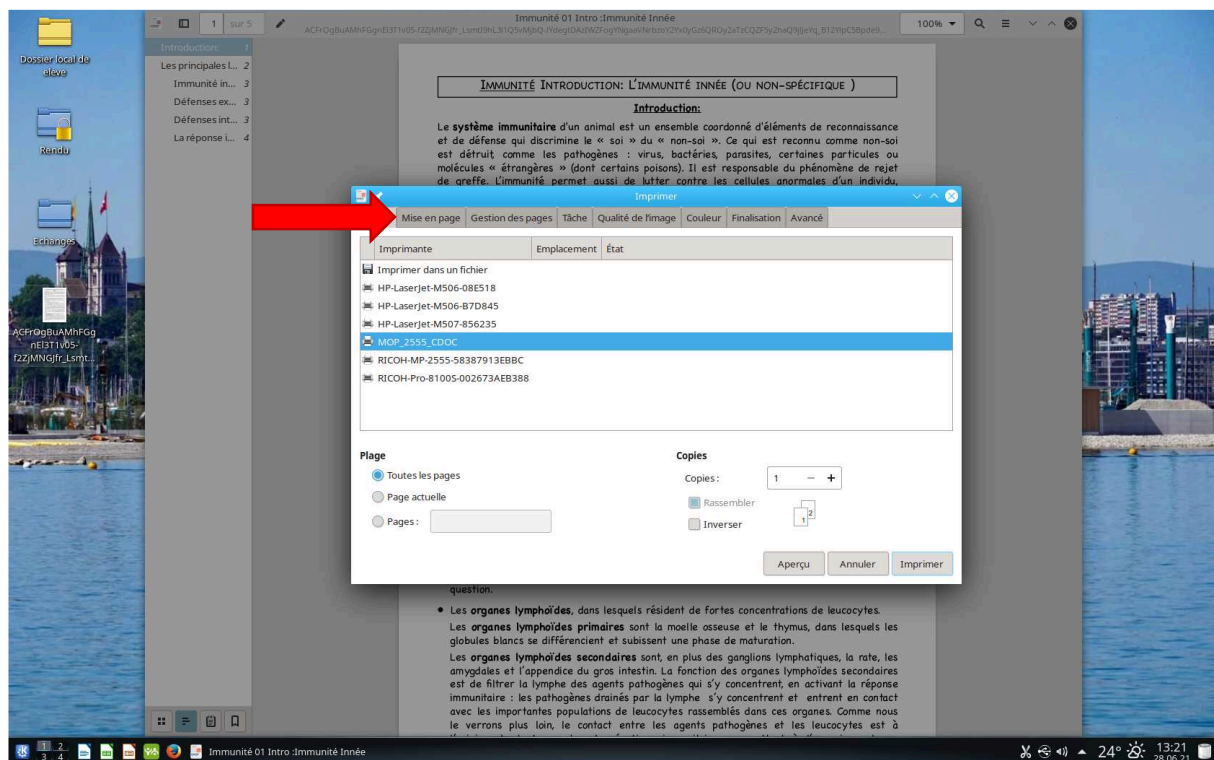 1 sur 5
Immunité 01 Intro :Immunité Innée
100%
Dossier local de
eleve
Rendu
Echanges
ACFrOgBuAMhFGg
nEl3T1v05-
f2ZjMNGJfr_Lsmt...
Introduction: 1
Les principales l... 2
Immunité in... 3
Défenses ex... 3
Défenses int... 3
La réponse i... 4
IMMUNITÉ INTRODUCTION: L'IMMUNITÉ INNÉE (OU NON-SPÉCIFIQUE )
Introduction:
Le système immunitaire d'un animal est un ensemble coordonné d'éléments de reconnaissance
et de défense qui discrimine le « soi » du « non-soi ». Ce qui est reconnu comme non-soi
est détruit, comme les pathogènes : virus, bactéries, parasites, certaines particules ou
molécules « étrangères » (dont certains poisons). Il est responsable du phénomène de rejet
de greffe. L'immunité permet aussi de lutter contre les cellules anormales d'un individu,
Imprimer
Mise en page Gestion des pages Tâche Qualité de l'image Couleur Finalisation Avancé
Imprimante Emplacement État
Imprimer dans un fichier
HP-LaserJet-M506-08E518
HP-LaserJet-M506-B7D845
HP-LaserJet-M507-856235
MOP_2555_CDOC
RICOH-MP-2555-58387913EBBC
RICOH-Pro-8100S-002673AEB388
Plage
Toutes les pages
Page actuelle
Pages :
Copies
Copies : 1 − +
Rassembler
Inverser
1 2
Aperçu Annuler Imprimer
question.
• Les organes lymphoïdes, dans lesquels résident de fortes concentrations de leucocytes.
Les organes lymphoïdes primaires sont la moelle osseuse et le thymus, dans lesquels les
globules blancs se différencient et subissent une phase de maturation.
Les organes lymphoïdes secondaires sont, en plus des ganglions lymphatiques, la rate, les
amygdales et l'appendice du gros intestin. La fonction des organes lymphoïdes secondaires
est de filtrer la lymphe des agents pathogènes qui s'y concentrent, en activant la réponse
immunitaire : les pathogènes drainés par la lymphe s'y concentrent et entrent en contact
avec les importantes populations de leucocytes rassemblés dans ces organes. Comme nous
le verrons plus loin, le contact entre les agents pathogènes et les leucocytes est à
1 2
3 4
Immunité 01 Intro :Immunité Innée
24°
13:21
28.06.21